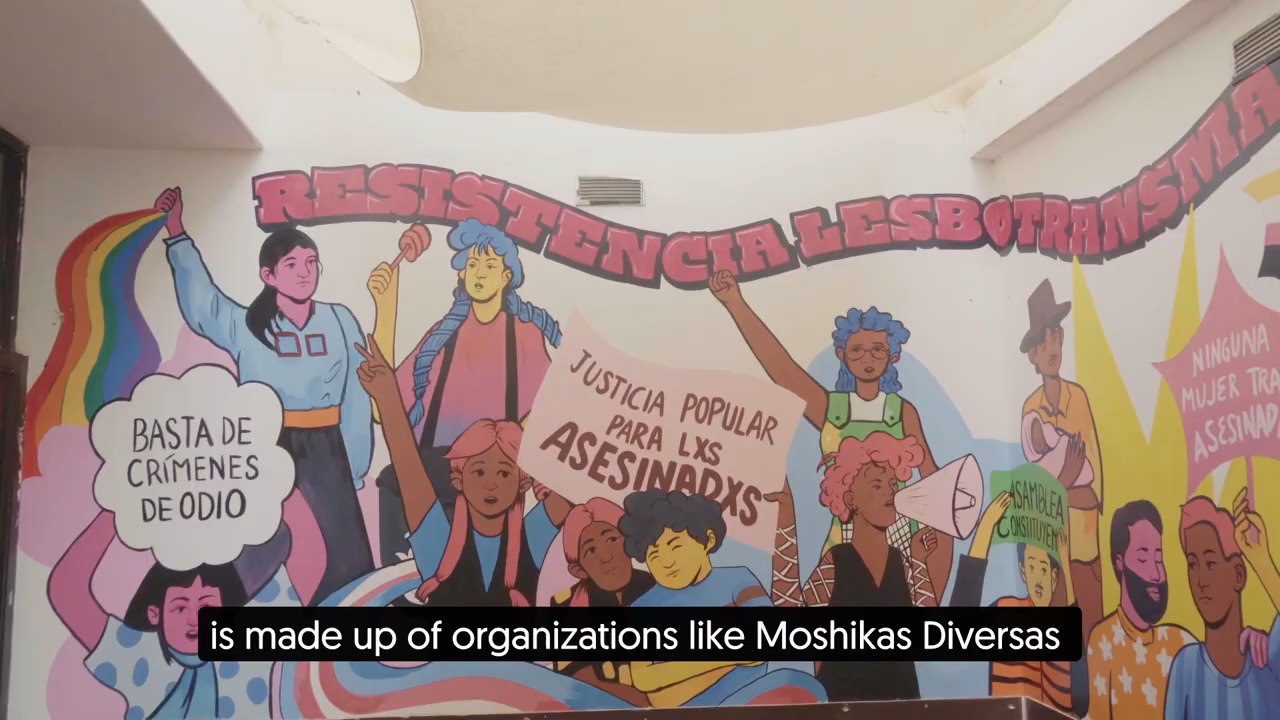 RESISTENCIA LESBOTRANSMA
BASTA DE
CRÍMENES
DE ODIO
JUSTICIA POPULAR
PARA LXS
ASESINADXS
ASAMBLEA
CONSTITUYEN
NINGUNA
MUJER TRA
ASESINAD
is made up of organizations like Moshikas Diversas